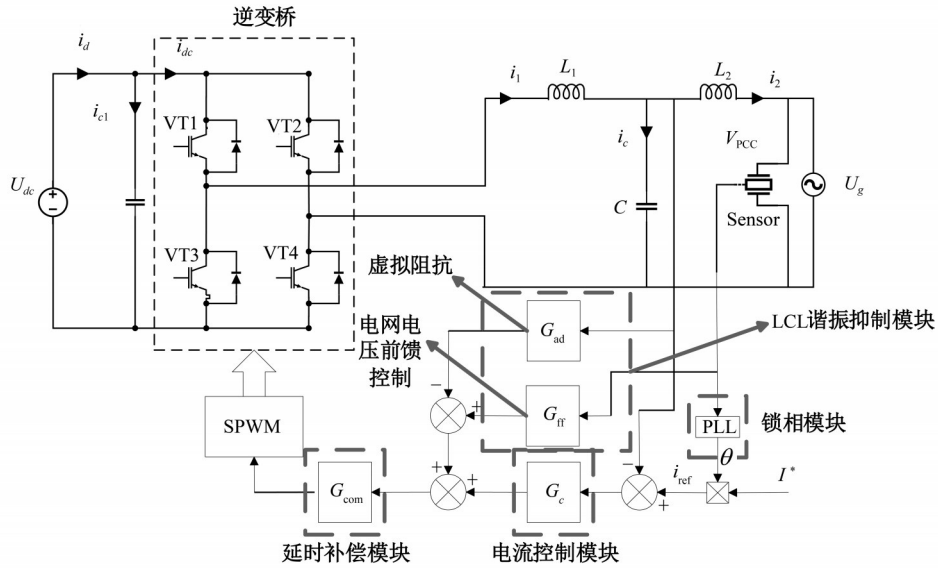 逆变桥
i_d
i_dc
i_c1
VT1
VT2
U_dc
VT3
VT4
i_1
L_1
L_2
i_2
i_c
V_PCC
C
U_g
Sensor
虚拟阻抗
G_ad
LCL谐振抑制模块
电网电
压前馈
控制
−
+
G_ff
PLL
锁相模块
SPWM
θ
−
+
+
G_com
G_c
i_ref
+
I*
延时补偿模块
电流控制模块